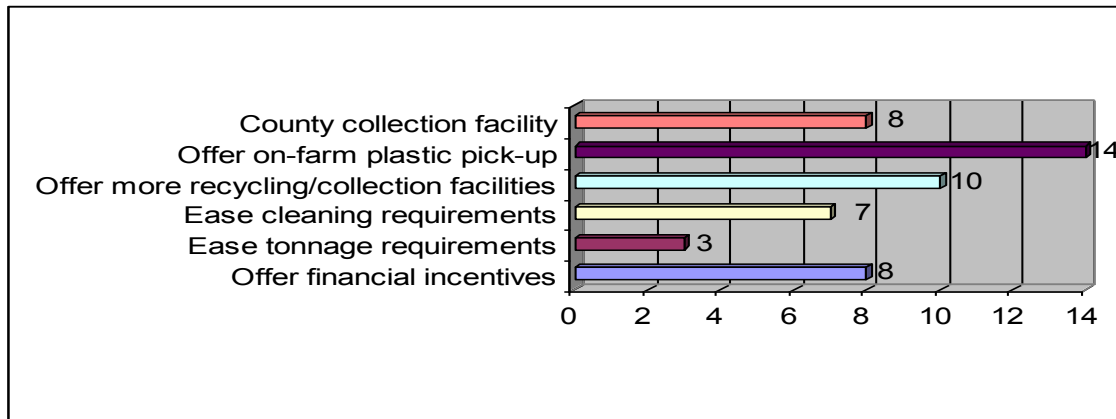 County collection facility 8
Offer on-farm plastic pick-up 14
Offer more recycling/collection facilities 10
Ease cleaning requirements 7
Ease tonnage requirements 3
Offer financial incentives 8
0 2 4 6 8 10 12 14